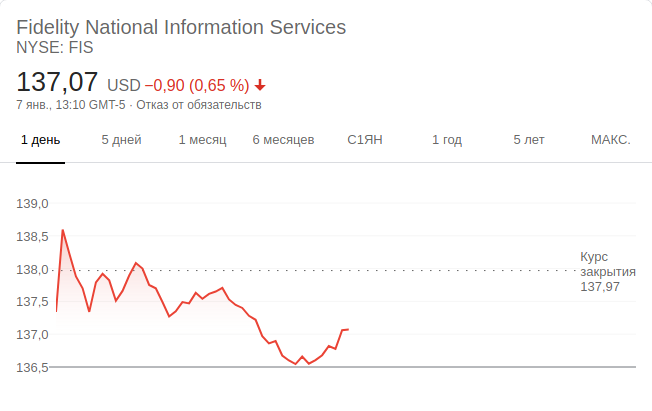 Fidelity National Information Services
NYSE: FIS
137,07 USD −0,90 (0,65 %)
7 янв., 13:10 GMT-5 · Отказ от обязательств
1 день 5 дней 1 месяц 6 месяцев С1ЯН 1 год 5 лет МАКС.
139,0
138,5
138,0
137,5
137,0
136,5
Курс
закрытия
137,97